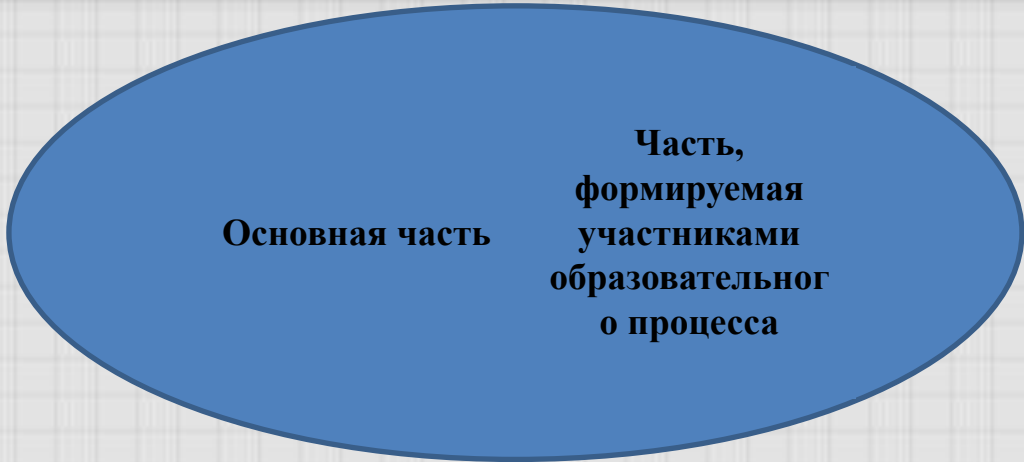 Основная часть
Часть,
формируемая
участниками
образовательног
о процесса